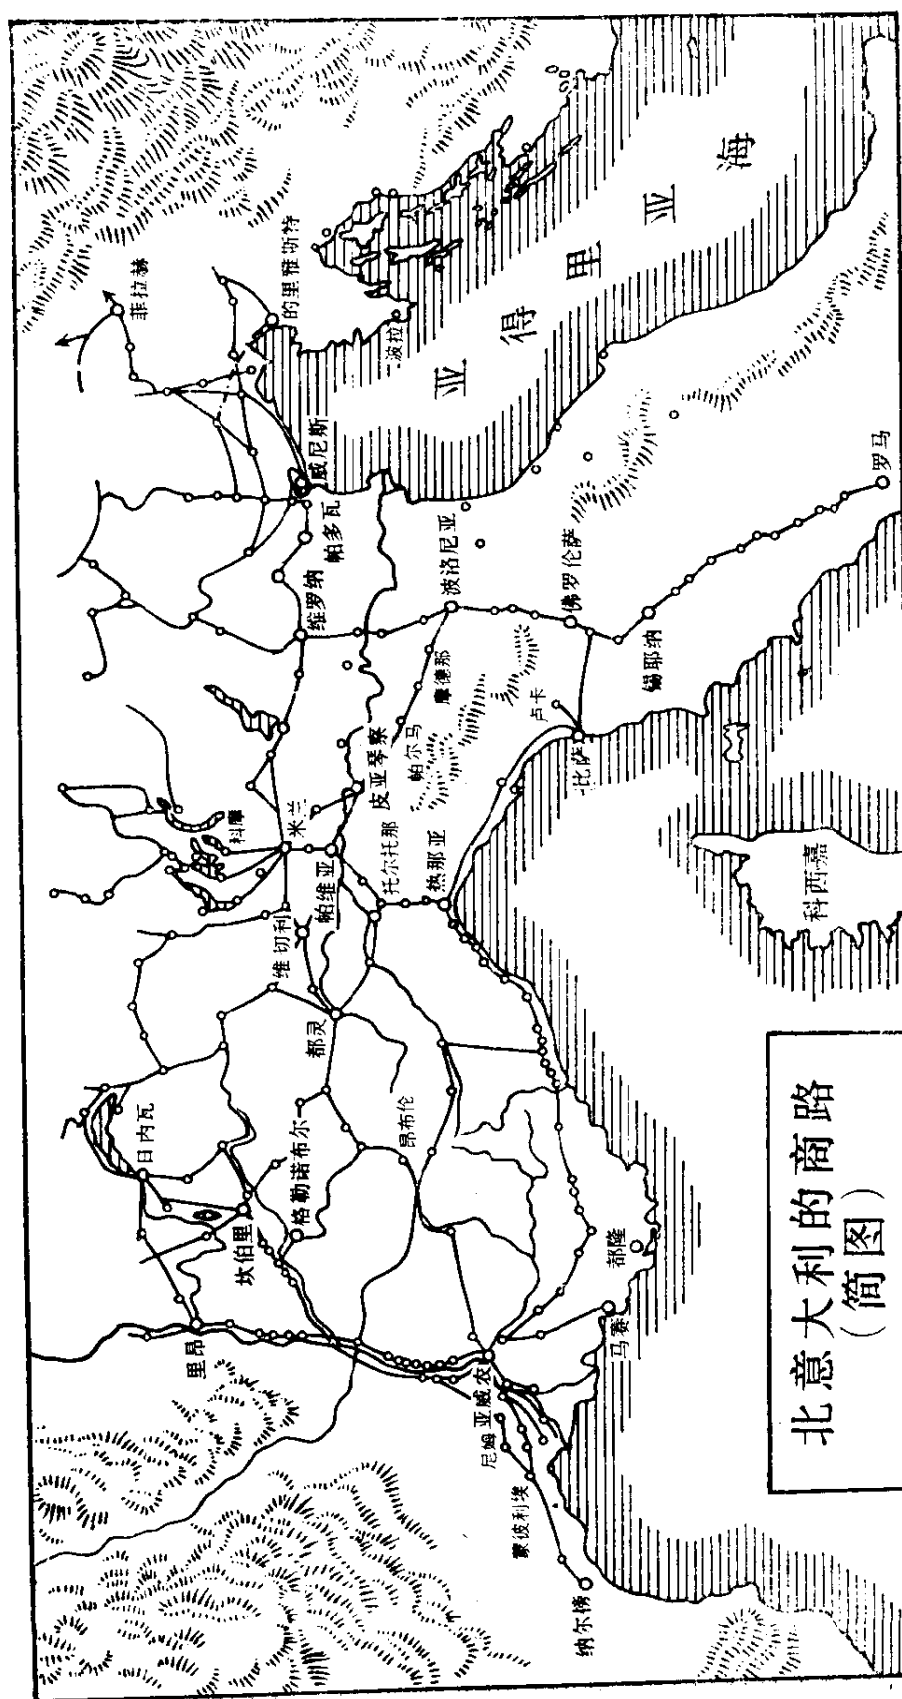 北意大利的商路
(简图)
亚得里亚海
菲拉赫
的里雅斯特
波拉
威尼斯
帕多瓦
维罗纳
波洛尼亚
摩德那
帕尔马
皮亚琴察
佛罗伦萨
锡耶纳
罗马
卢卡
比萨
科摩
米兰
帕维亚
托尔托那
热那亚
科西嘉
维切利
都灵
日内瓦
格勒诺布尔
昂布伦
坎伯里
里昂
都隆
马赛
亚威农
尼姆
蒙彼利埃
纳尔榜